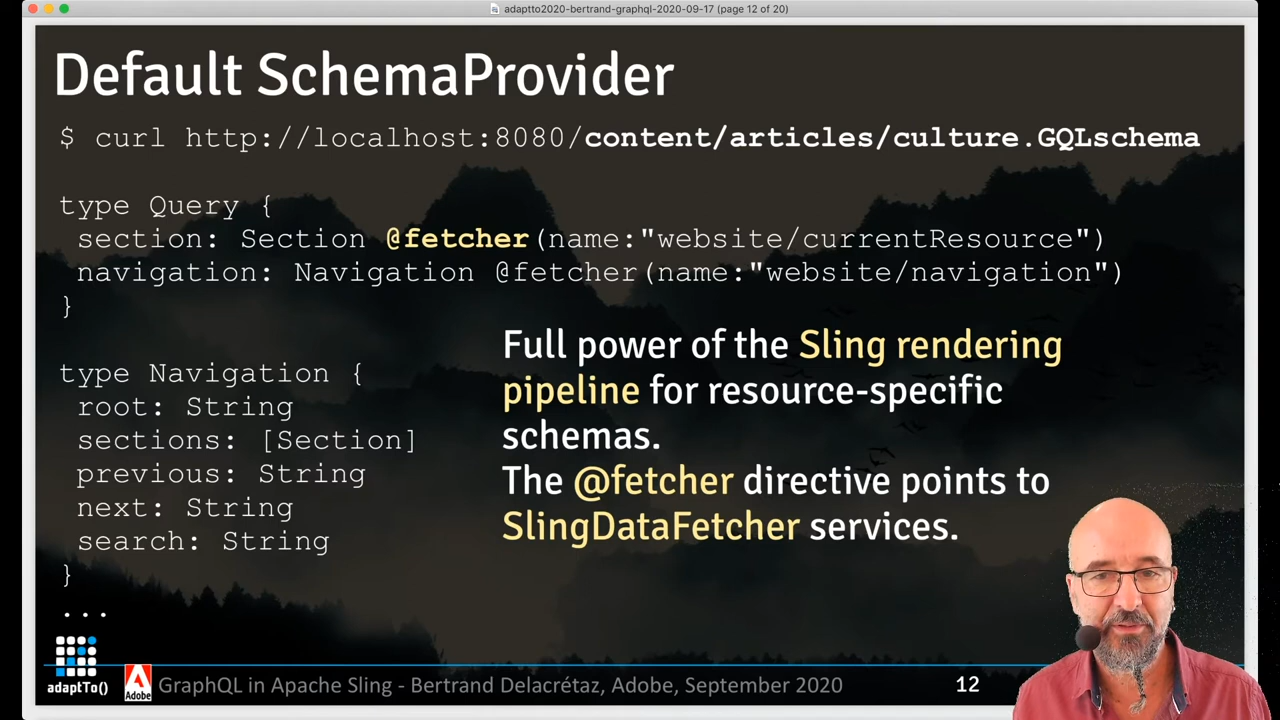 adaptto2020-bertrand-graphql-2020-09-17 (page 12 of 20)
Default SchemaProvider
$ curl http://localhost:8080/content/articles/culture.GQLschema
type Query {
section: Section @fetcher(name:"website/currentResource")
navigation: Navigation @fetcher(name:"website/navigation")
}
type Navigation {
root: String
sections: [Section]
previous: String
next: String
search: String
}
...
Full power of the Sling rendering
pipeline for resource-specific
schemas.
The @fetcher directive points to
SlingDataFetcher services.
adaptTo()
Adobe
GraphQL in Apache Sling - Bertrand Delacrétaz, Adobe, September 2020
12